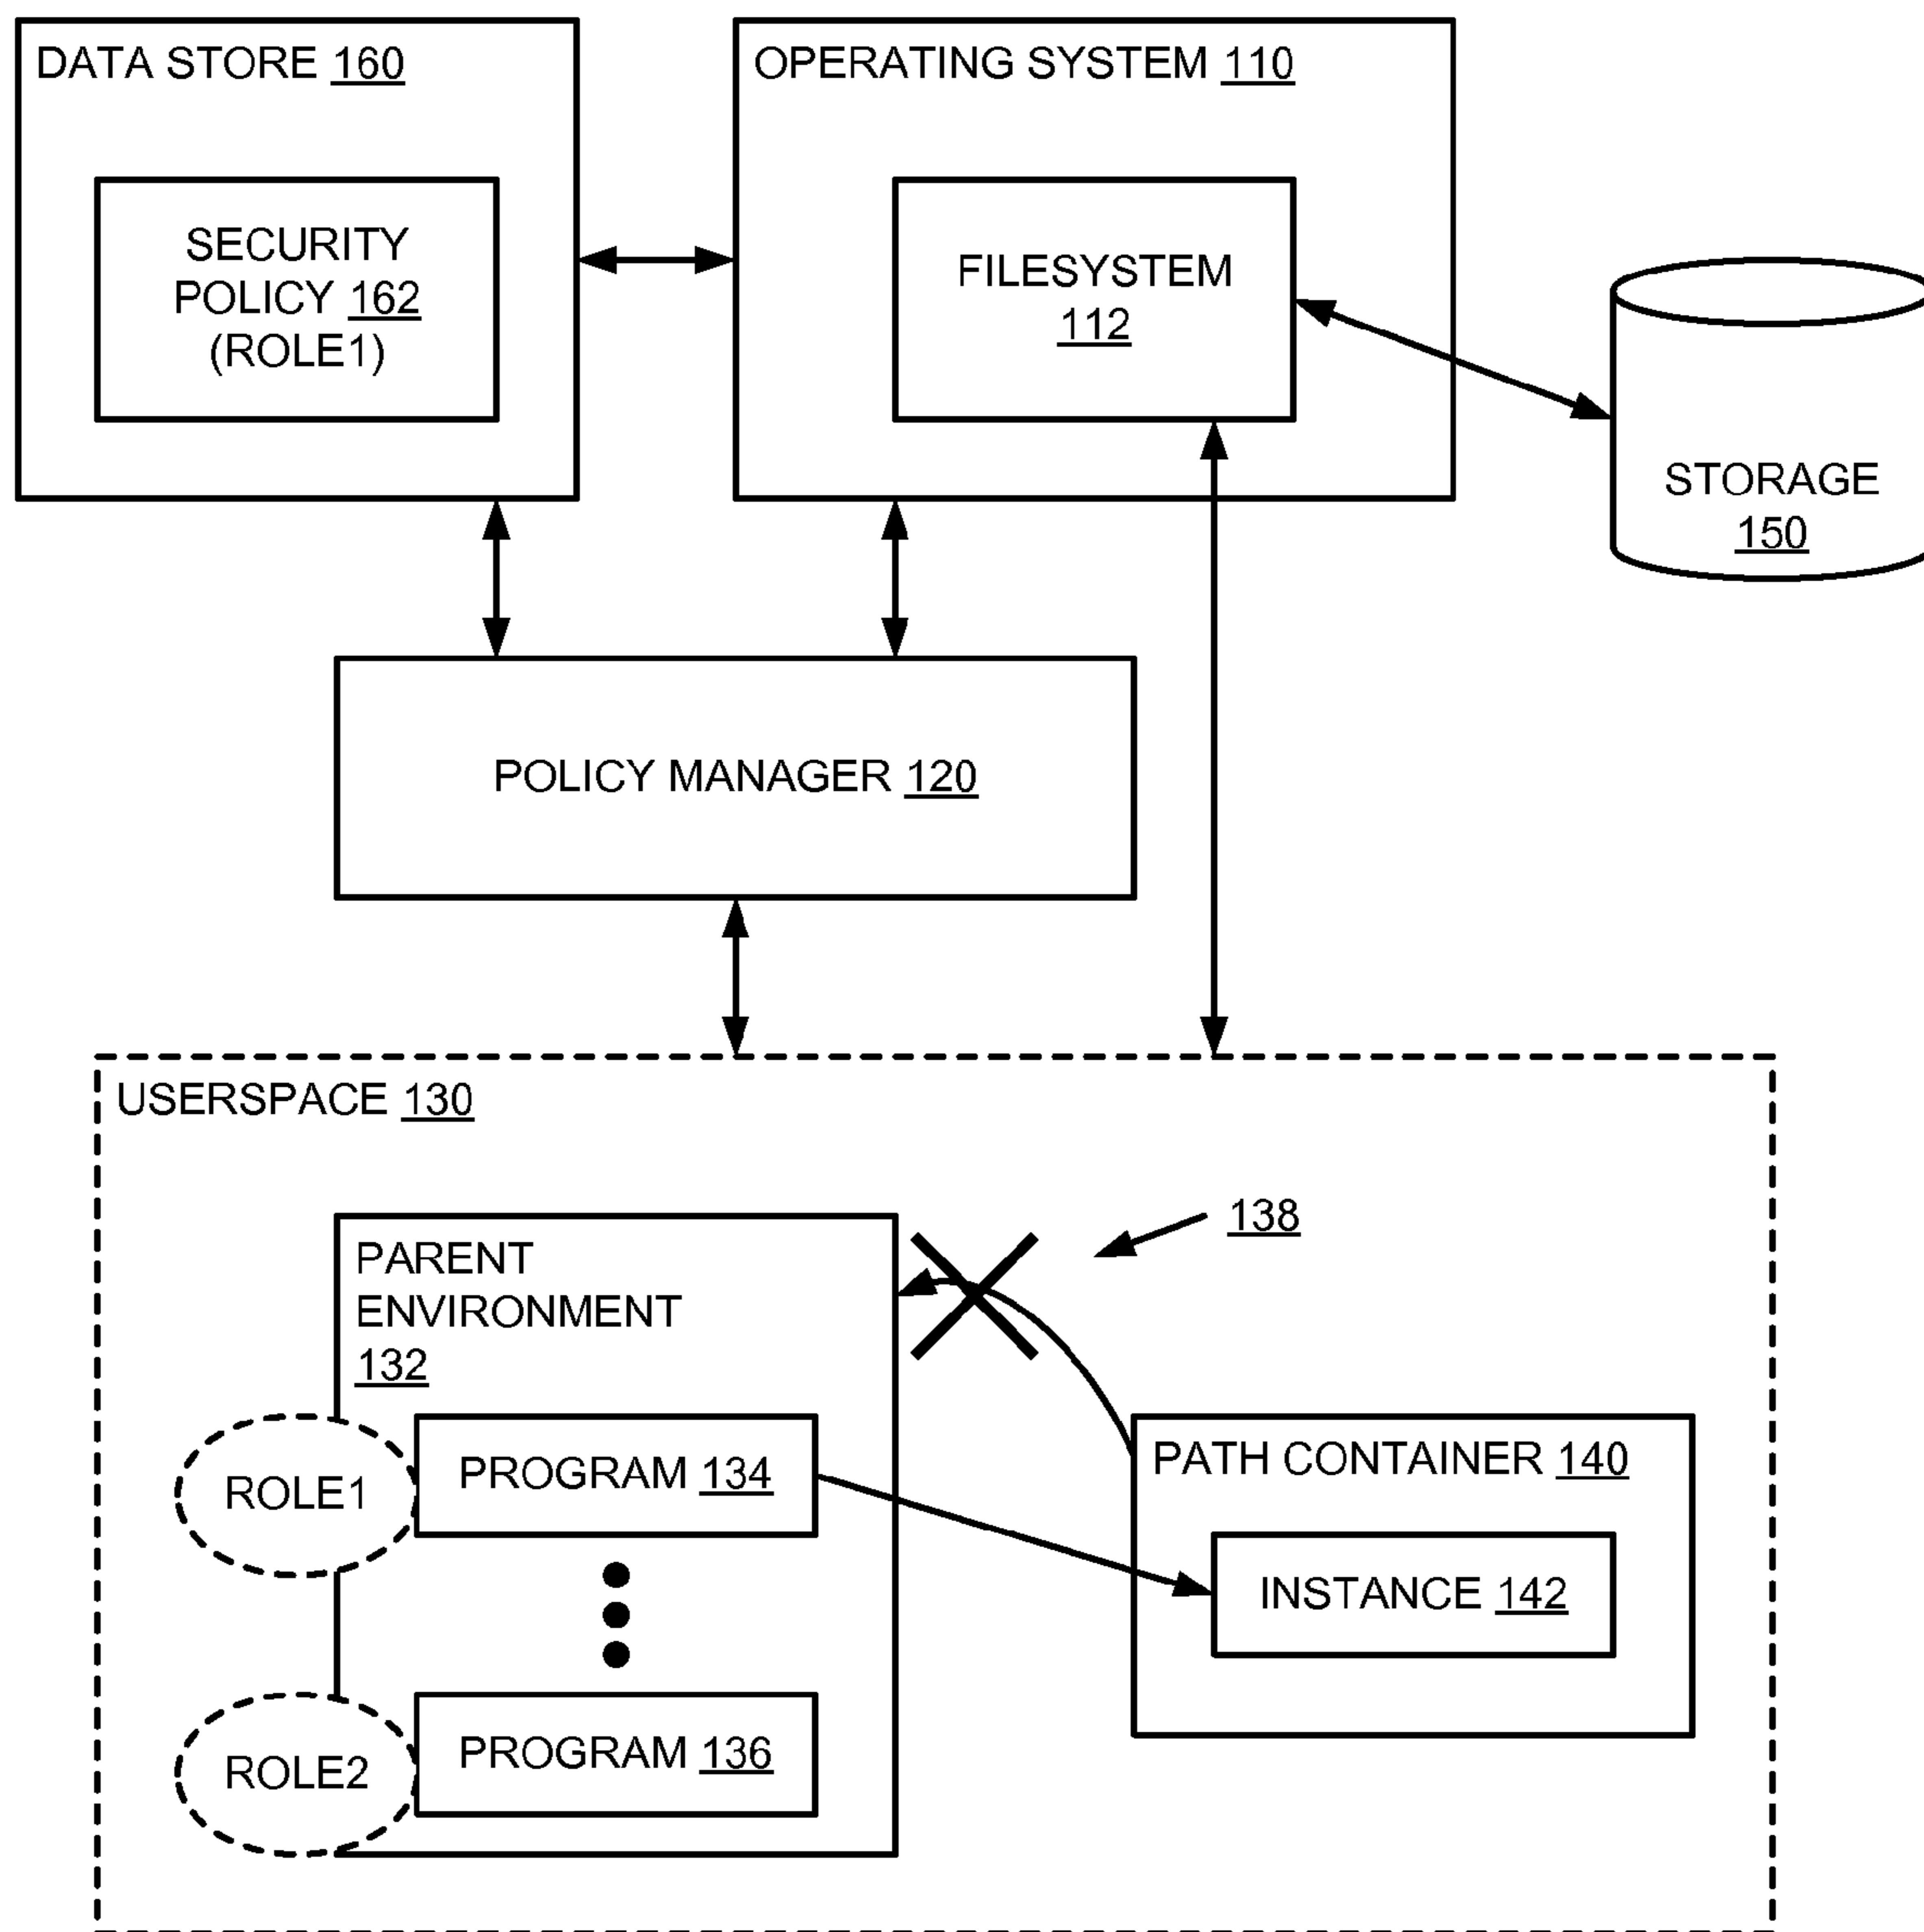 DATA STORE 160
OPERATING SYSTEM 110
SECURITY
POLICY 162
(ROLE1)
FILESYSTEM
112
STORAGE
150
POLICY MANAGER 120
USERSPACE 130
138
PARENT
ENVIRONMENT
132
ROLE1
PROGRAM 134
PATH CONTAINER 140
INSTANCE 142
ROLE2
PROGRAM 136